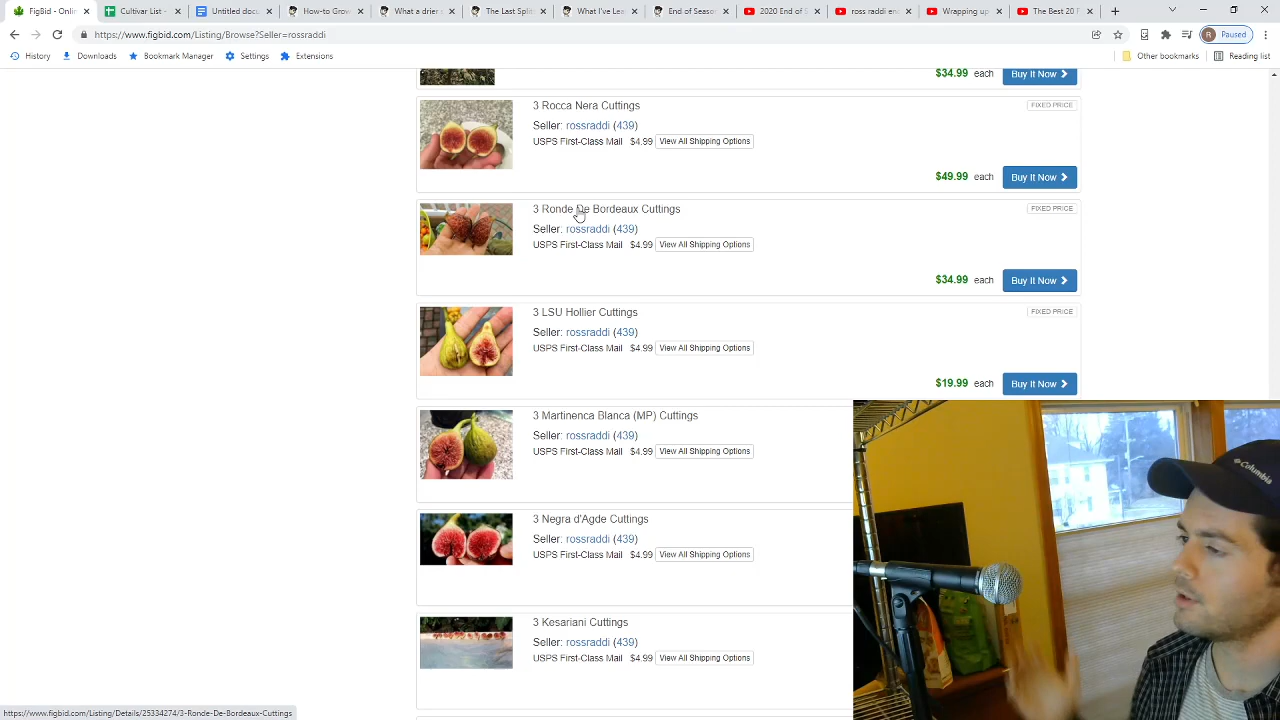 Figbid - Onlin
Untitled docu
How-to Grow
What a drier a
The Last Split
What I've Lea
End of Season
2020 End of S
ross raddi end
Wrapping up
The Best 20 F
https://www.figbid.com/Listing/Browse?Seller=rossraddi
R Paused
History
Downloads
Bookmark Manager
Settings
Extensions
Other bookmarks
Reading list
$34.99 each
Buy It Now
3 Rocca Nera Cuttings
FIXED PRICE
Seller: rossraddi (439)
USPS First-Class Mail $4.99 View All Shipping Options
$49.99 each
Buy It Now
3 Ronde De Bordeaux Cuttings
FIXED PRICE
Seller: rossraddi (439)
USPS First-Class Mail $4.99 View All Shipping Options
$34.99 each
Buy It Now
3 LSU Hollier Cuttings
FIXED PRICE
Seller: rossraddi (439)
USPS First-Class Mail $4.99 View All Shipping Options
$19.99 each
Buy It Now
3 Martinenca Blanca (MP) Cuttings
Seller: rossraddi (439)
USPS First-Class Mail $4.99 View All Shipping Options
3 Negra d'Agde Cuttings
Seller: rossraddi (439)
USPS First-Class Mail $4.99 View All Shipping Options
3 Kesariani Cuttings
Seller: rossraddi (439)
USPS First-Class Mail $4.99 View All Shipping Options
Columbia
https://www.figbid.com/Listing/Details/25334274/3-Ronde-De-Bordeaux-Cuttings